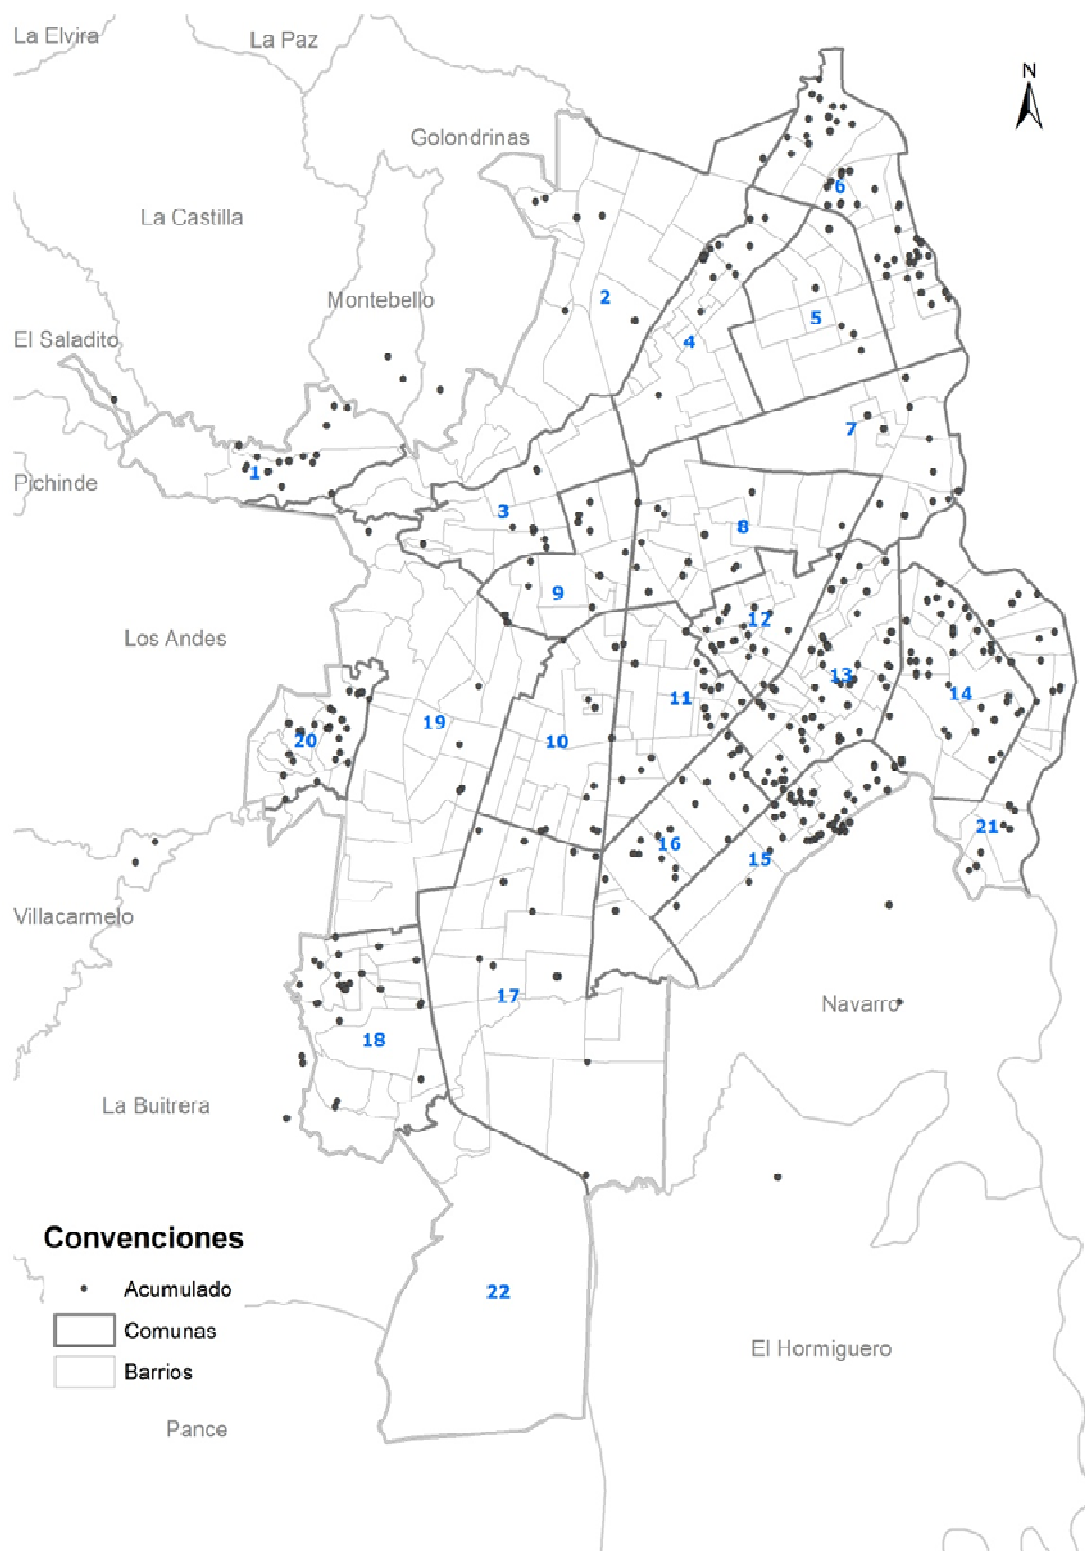 La Elvira
La Paz
N
Golondrinas
6
La Castilla
2
Montebello
5
El Saladito
4
7
1
Pichinde
3
8
9
12
Los Andes
13
14
11
19
20
10
21
16
15
Villacarmelo
17
Navarro
18
La Buitrera
Convenciones
Acumulado
22
Comunas
El Hormiguero
Barrios
Pance